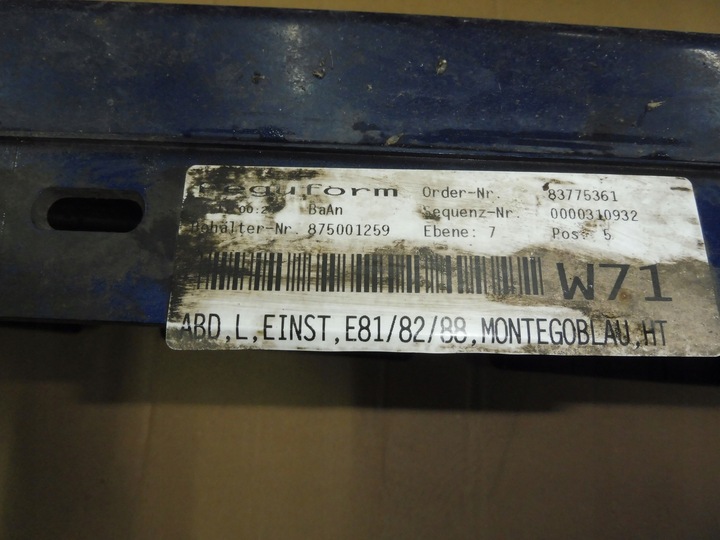 Peguform Order-Nr. 83775361
BaAn Sequenz-Nr. 0000310932
Behälter-Nr. 875001259 Ebene: 7 Pos: 5
W71
ABD,L,EINST,E81/82/88,MONTEGOBLAU,HT